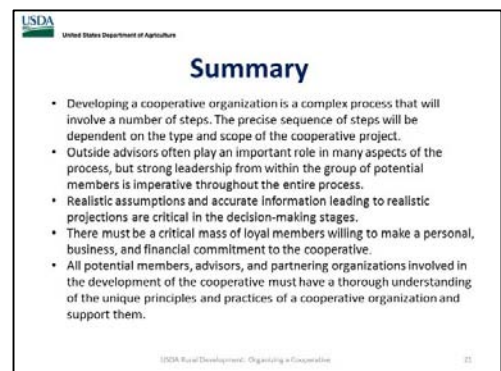 USDA
United States Department of Agriculture
Summary
• Developing a cooperative organization is a complex process that will
involve a number of steps. The precise sequence of steps will be
dependent on the type and scope of the cooperative project.
• Outside advisors often play an important role in many aspects of the
process, but strong leadership from within the group of potential
members is imperative throughout the entire process.
• Realistic assumptions and accurate information leading to realistic
projections are critical in the decision-making stages.
• There must be a critical mass of loyal members willing to make a personal,
business, and financial commitment to the cooperative.
• All potential members, advisors, and partnering organizations involved in
the development of the cooperative must have a thorough understanding
of the unique principles and practices of a cooperative organization and
support them.
USDA Rural Development: Organizing a Cooperative